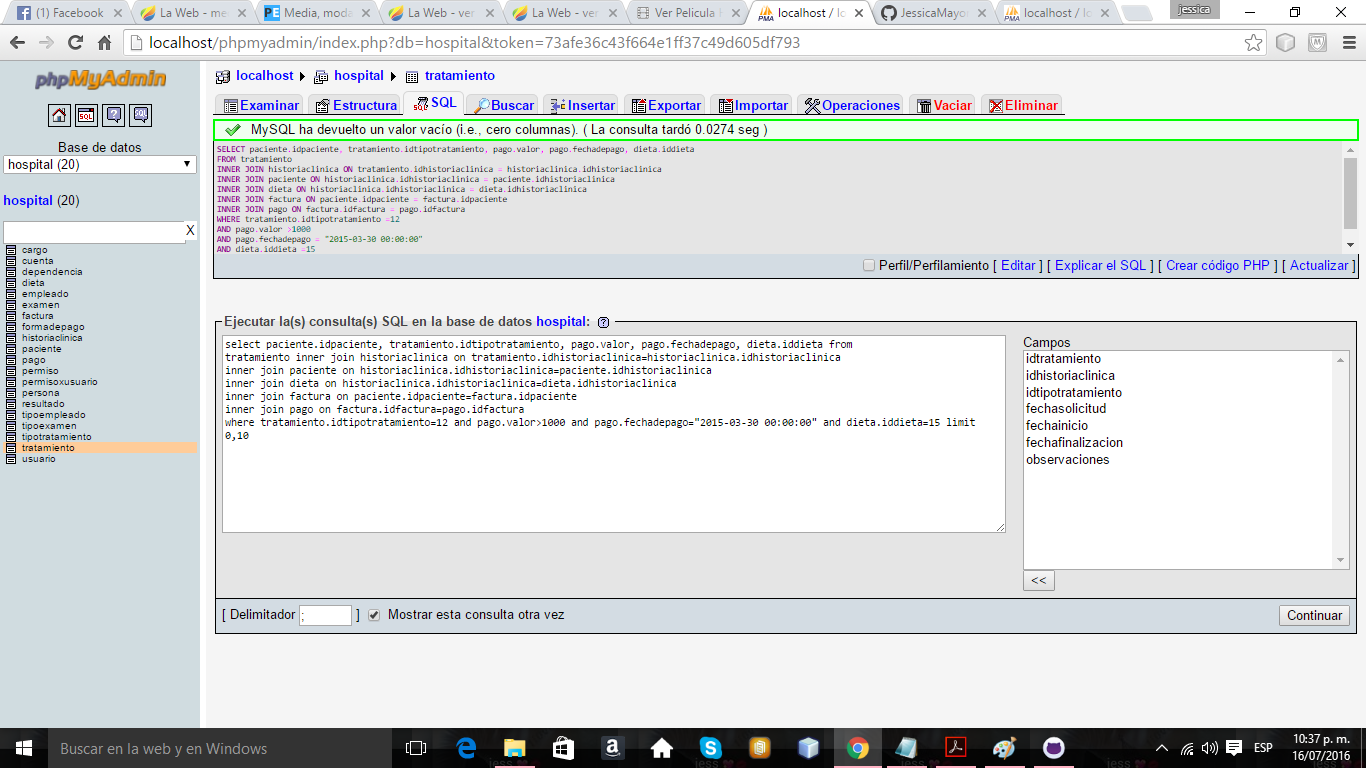 (1) Facebook
La Web - me
Media, moda
La Web - ver
La Web - ver
Ver Pelicula
localhost / lo
JessicaMayo
localhost / lo
jessica
localhost/phpmyadmin/index.php?db=hospital&token=73afe36c43f664e1ff37c49d605df793
phpMyAdmin
SQL
Base de datos
hospital (20)
hospital (20)
X
cargo
cuenta
dependencia
dieta
empleado
examen
factura
formadepago
historiaclinica
paciente
pago
permiso
permisoxusuario
persona
resultado
tipoempleado
tipoexamen
tipotratamiento
tratamiento
usuario
localhost hospital tratamiento
Examinar Estructura SQL Buscar Insertar Exportar Importar Operaciones Vaciar Eliminar
MySQL ha devuelto un valor vacío (i.e., cero columnas). ( La consulta tardó 0.0274 seg )
SELECT paciente.idpaciente, tratamiento.idtipotratamiento, pago.valor, pago.fechadepago, dieta.iddieta
FROM tratamiento
INNER JOIN historiaclinica ON tratamiento.idhistoriaclinica = historiaclinica.idhistoriaclinica
INNER JOIN paciente ON historiaclinica.idhistoriaclinica = paciente.idhistoriaclinica
INNER JOIN dieta ON historiaclinica.idhistoriaclinica = dieta.idhistoriaclinica
INNER JOIN factura ON paciente.idpaciente = factura.idpaciente
INNER JOIN pago ON factura.idfactura = pago.idfactura
WHERE tratamiento.idtipotratamiento =12
AND pago.valor >1000
AND pago.fechadepago = "2015-03-30 00:00:00"
AND dieta.iddieta =15
Perfil/Perfilamiento [ Editar ] [ Explicar el SQL ] [ Crear código PHP ] [ Actualizar ]
Ejecutar la(s) consulta(s) SQL en la base de datos hospital:
select paciente.idpaciente, tratamiento.idtipotratamiento, pago.valor, pago.fechadepago, dieta.iddieta from
tratamiento inner join historiaclinica on tratamiento.idhistoriaclinica=historiaclinica.idhistoriaclinica
inner join paciente on historiaclinica.idhistoriaclinica=paciente.idhistoriaclinica
inner join dieta on historiaclinica.idhistoriaclinica=dieta.idhistoriaclinica
inner join factura on paciente.idpaciente=factura.idpaciente
inner join pago on factura.idfactura=pago.idfactura
where tratamiento.idtipotratamiento=12 and pago.valor>1000 and pago.fechadepago="2015-03-30 00:00:00" and dieta.iddieta=15 limit
0,10
Campos
idtratamiento
idhistoriaclinica
idtipotratamiento
fechasolicitud
fechainicio
fechafinalizacion
observaciones
<<
[ Delimitador ; ] Mostrar esta consulta otra vez
Continuar
Buscar en la web y en Windows
ESP
10:37 p. m.
16/07/2016